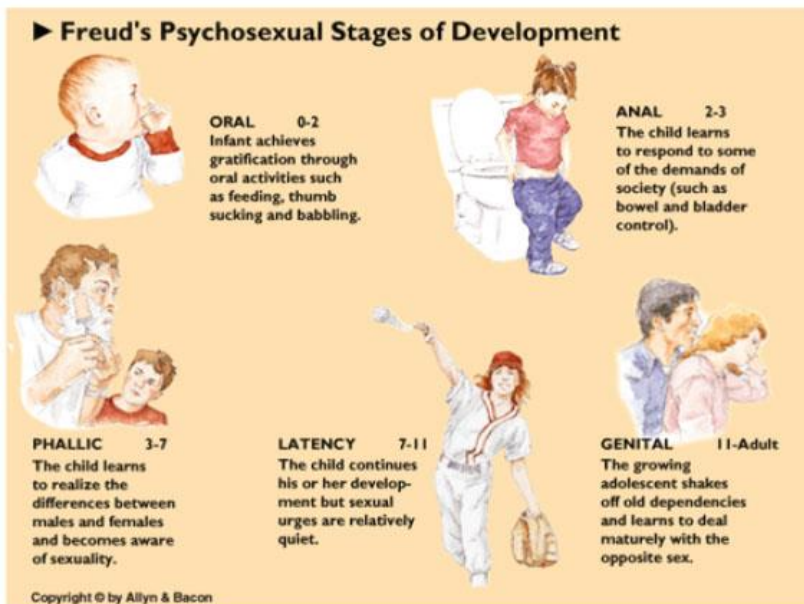 ► Freud's Psychosexual Stages of Development
ORAL 0-2
Infant achieves
gratification through
oral activities such
as feeding, thumb
sucking and babbling.
ANAL 2-3
The child learns
to respond to some
of the demands of
society (such as
bowel and bladder
control).
PHALLIC 3-7
The child learns
to realize the
differences between
males and females
and becomes aware
of sexuality.
LATENCY 7-11
The child continues
his or her develop-
ment but sexual
urges are relatively
quiet.
GENITAL 11-Adult
The growing
adolescent shakes
off old dependencies
and learns to deal
maturely with the
opposite sex.
Copyright © by Allyn & Bacon